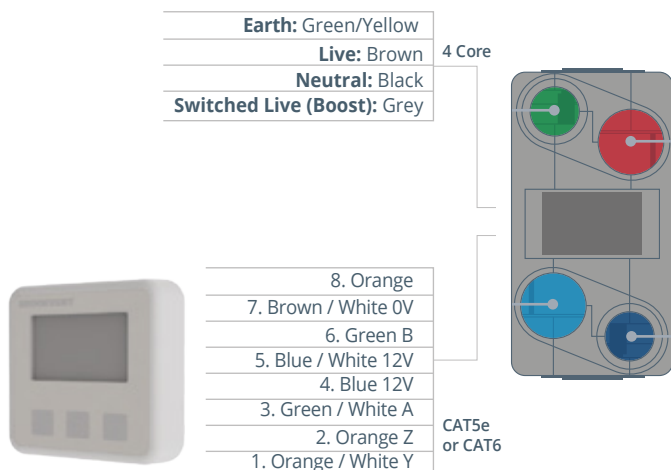 Earth: Green/Yellow
Live: Brown
Neutral: Black
Switched Live (Boost): Grey
4 Core
8. Orange
7. Brown / White 0V
6. Green B
5. Blue / White 12V
4. Blue 12V
3. Green / White A
2. Orange Z
1. Orange / White Y
CAT5e
or CAT6